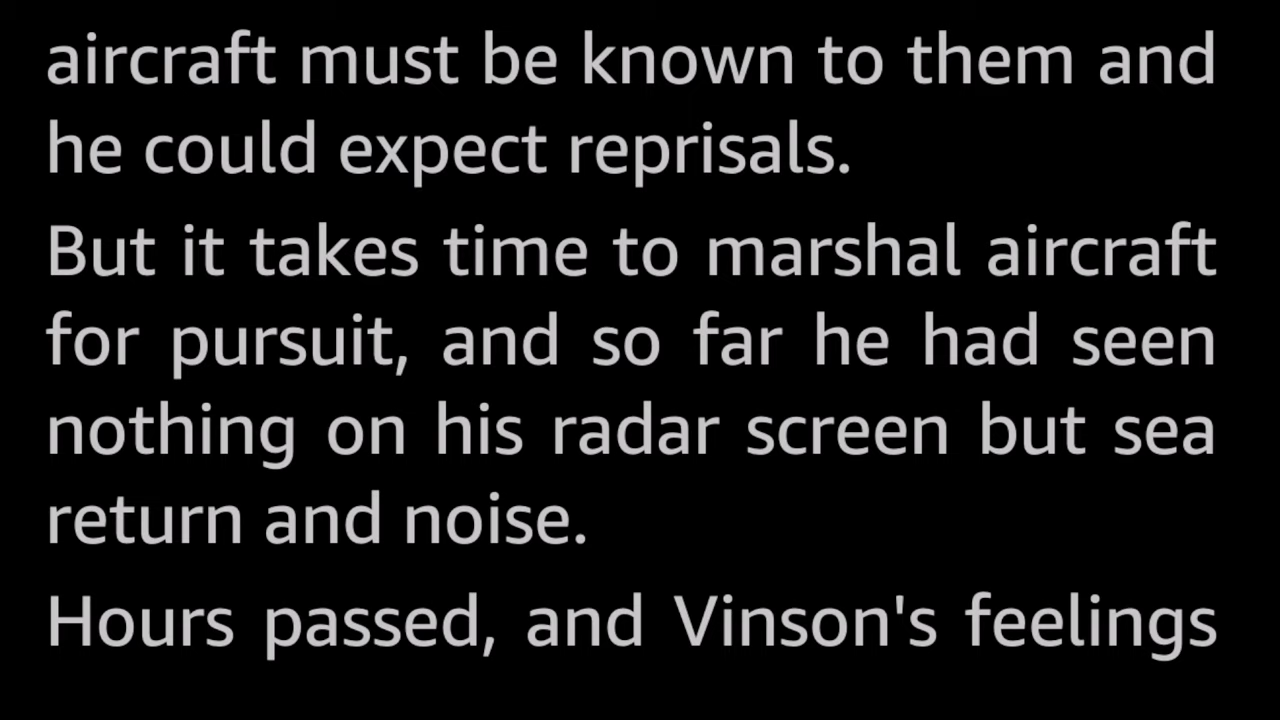 aircraft must be known to them and
he could expect reprisals.
But it takes time to marshal aircraft
for pursuit, and so far he had seen
nothing on his radar screen but sea
return and noise.
Hours passed, and Vinson's feelings